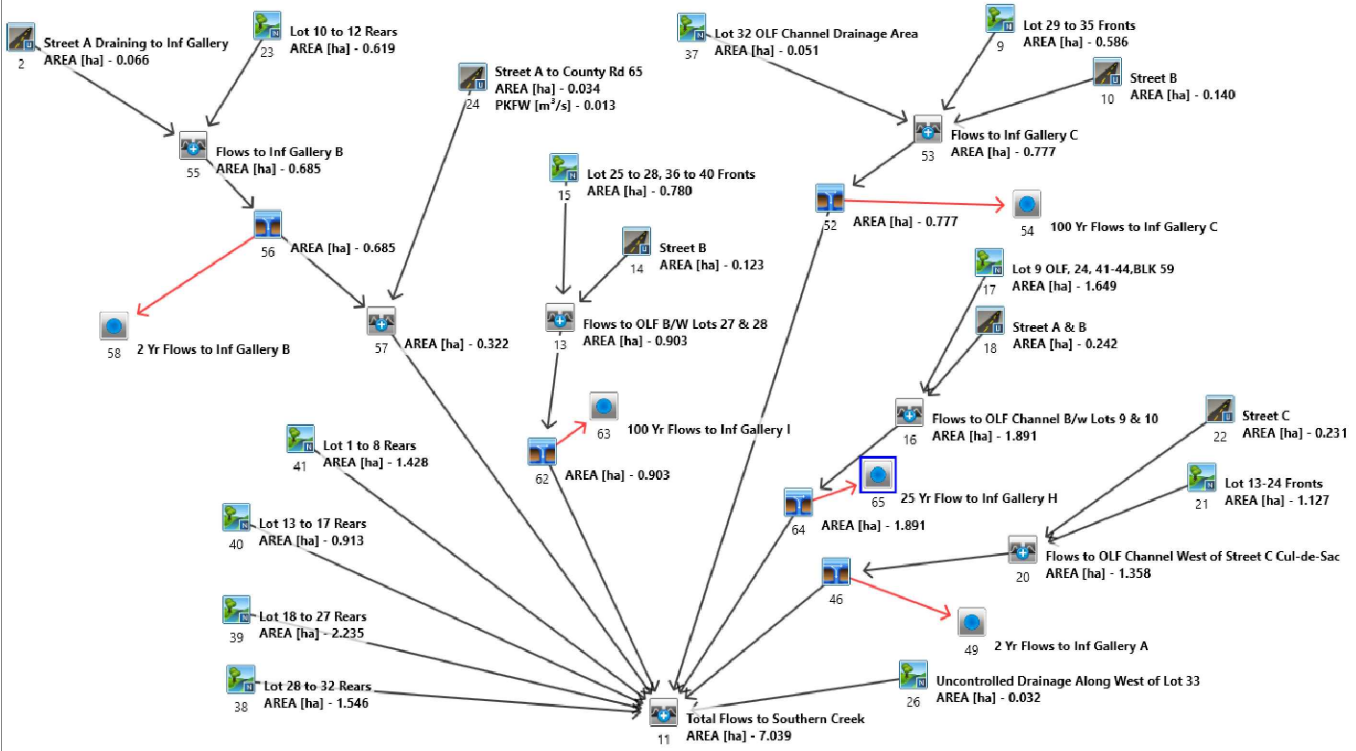 Street A Draining to Inf Gallery
AREA [ha] - 0.066
2
Lot 10 to 12 Rears
AREA [ha] - 0.619
23
Street A to County Rd 65
AREA [ha] - 0.034
PKFW [m³/s] - 0.013
24
Flows to Inf Gallery B
AREA [ha] - 0.685
55
AREA [ha] - 0.685
56
2 Yr Flows to Inf Gallery B
58
AREA [ha] - 0.322
57
Lot 25 to 28, 36 to 40 Fronts
AREA [ha] - 0.780
15
Street B
AREA [ha] - 0.123
14
Flows to OLF B/W Lots 27 & 28
AREA [ha] - 0.903
13
100 Yr Flows to Inf Gallery I
63
AREA [ha] - 0.903
62
Lot 32 OLF Channel Drainage Area
AREA [ha] - 0.051
37
Lot 29 to 35 Fronts
AREA [ha] - 0.586
9
Street B
AREA [ha] - 0.140
10
Flows to Inf Gallery C
AREA [ha] - 0.777
53
AREA [ha] - 0.777
52
100 Yr Flows to Inf Gallery C
54
Lot 9 OLF, 24, 41-44,BLK 59
AREA [ha] - 1.649
17
Street A & B
AREA [ha] - 0.242
18
Flows to OLF Channel B/w Lots 9 & 10
AREA [ha] - 1.891
16
25 Yr Flow to Inf Gallery H
65
AREA [ha] - 1.891
64
Street C
AREA [ha] - 0.231
22
Lot 13-24 Fronts
AREA [ha] - 1.127
21
Flows to OLF Channel West of Street C Cul-de-Sac
AREA [ha] - 1.358
20
46
2 Yr Flows to Inf Gallery A
49
Lot 1 to 8 Rears
AREA [ha] - 1.428
41
Lot 13 to 17 Rears
AREA [ha] - 0.913
40
Lot 18 to 27 Rears
AREA [ha] - 2.235
39
Lot 28 to 32 Rears
AREA [ha] - 1.546
38
Uncontrolled Drainage Along West of Lot 33
AREA [ha] - 0.032
26
Total Flows to Southern Creek
AREA [ha] - 7.039
11